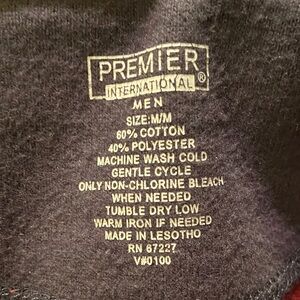 PREMIER
INTERNATIONAL ®
MEN
SIZE:M/M
60% COTTON
40% POLYESTER
MACHINE WASH COLD
GENTLE CYCLE
ONLY NON-CHLORINE BLEACH
WHEN NEEDED
TUMBLE DRY LOW
WARM IRON IF NEEDED
MADE IN LESOTHO
RN 67227
V#0100